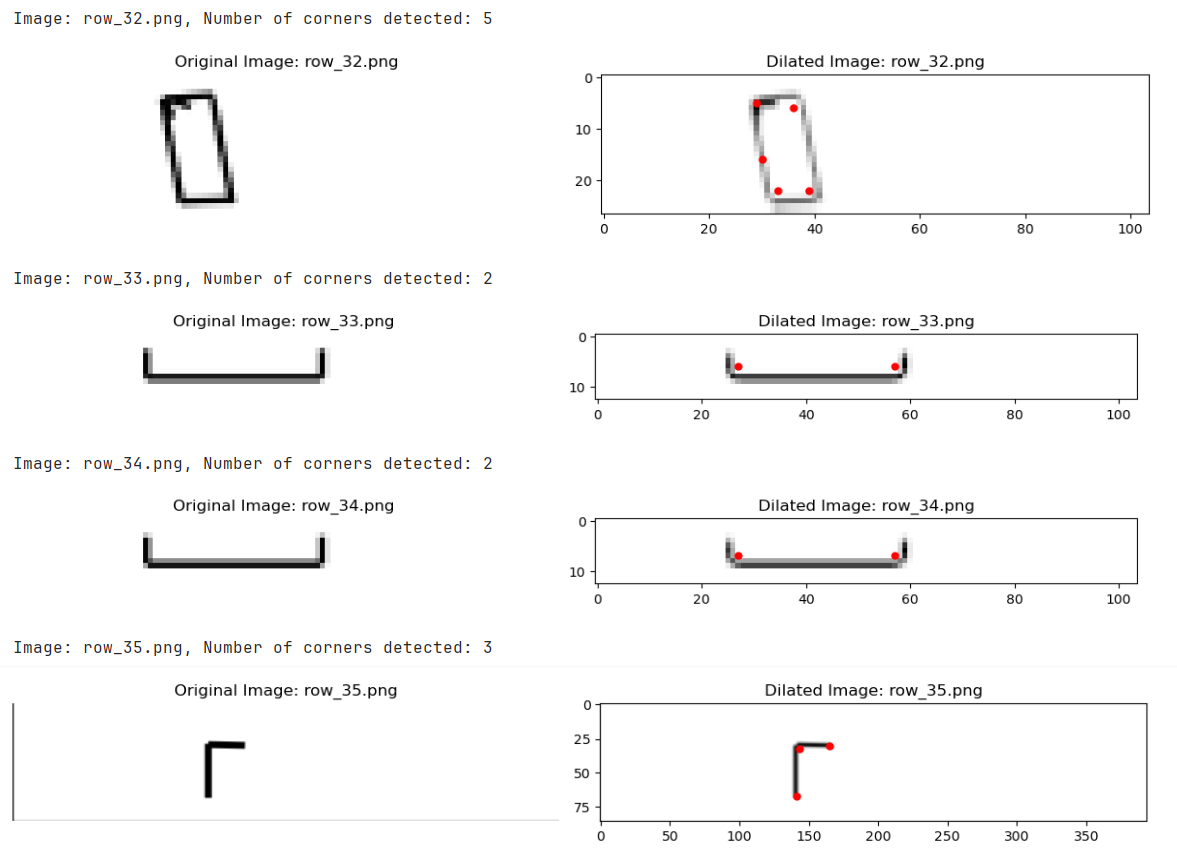 Image: row_32.png, Number of corners detected: 5
Original Image: row_32.png
Dilated Image: row_32.png
0
10
20
0 20 40 60 80 100
Image: row_33.png, Number of corners detected: 2
Original Image: row_33.png
Dilated Image: row_33.png
0
10
0 20 40 60 80 100
Image: row_34.png, Number of corners detected: 2
Original Image: row_34.png
Dilated Image: row_34.png
0
10
0 20 40 60 80 100
Image: row_35.png, Number of corners detected: 3
Original Image: row_35.png
Dilated Image: row_35.png
0
25
50
75
0 50 100 150 200 250 300 350